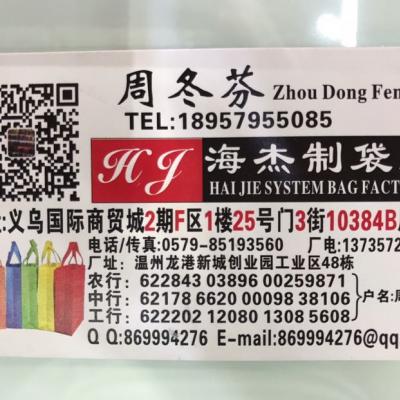 周冬芬 Zhou Dong Fen
TEL:18957955085
HJ 海杰制袋
HAI JIE SYSTEM BAG FACT
:义乌国际商贸城2期F区1楼25号门3街10384B
电话/传真:0579-85193560 厂电:1373572
厂址:温州龙港新城创业园工业区48栋
农行: 622843 03896 00259871
中行: 62178 6620 00098 38106 户名:周
工行: 622202 12080 1308 5608
Q Q:869994276 E-mail:869994276@qq